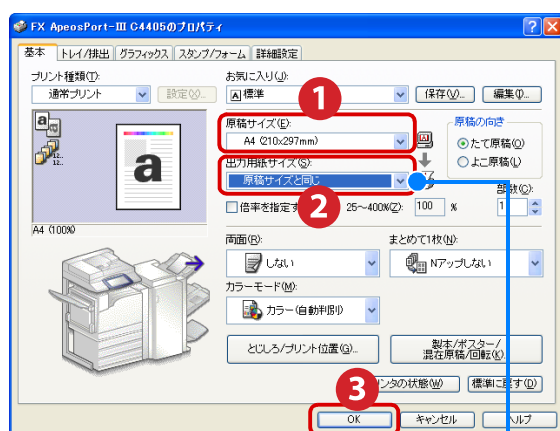 FX ApeosPort-III C4405のプロパティ
基本 トレイ/排出 グラフィックス スタンプ/フォーム 詳細設定
プリント種類(T):
通常プリント 設定(X)...
お気に入り(J):
標準 保存(V)... 編集(I)...
1
原稿サイズ(E):
A4 (210x297mm)
原稿の向き
たて原稿(O)
よこ原稿(L)
出力用紙サイズ(S):
原稿サイズと同じ
2
倍率を指定す 25～400%(Z): 100 %
部数(C):
1
a
12..
12..
a
A4 (100%)
両面(R):
しない
まとめて1枚(N):
Nアップしない
カラーモード(M):
カラー(自動判別)
とじしろ/プリント位置(G)...
製本/ポスター/
混在原稿/回転(K)...
3
ンタの状態(W) 標準に戻す(D)
OK キャンセル ヘルプ